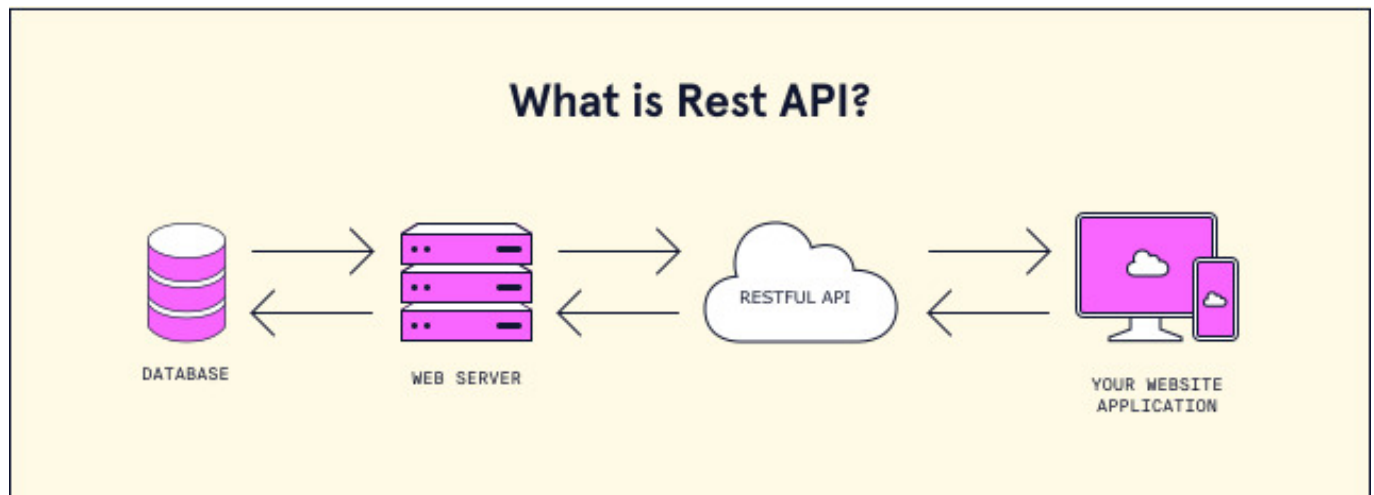 What is Rest API?
RESTFUL API
DATABASE
WEB SERVER
YOUR WEBSITE
APPLICATION